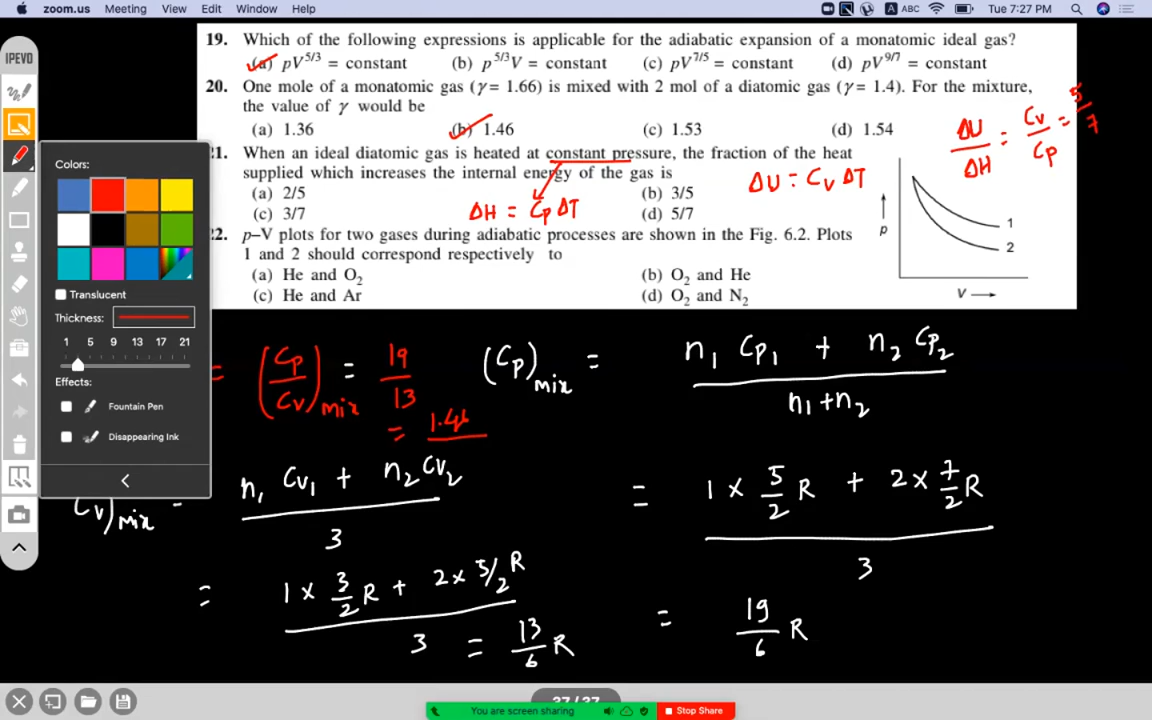 zoom.us Meeting View Edit Window Help ABC Tue 7:27 PM
IPEVO
19. Which of the following expressions is applicable for the adiabatic expansion of a monatomic ideal gas?
(a) pV^5/3 = constant (b) p^5/3V = constant (c) pV^7/5 = constant (d) pV^9/7 = constant
20. One mole of a monatomic gas (γ = 1.66) is mixed with 2 mol of a diatomic gas (γ = 1.4). For the mixture,
the value of γ would be
(a) 1.36 (b) 1.46 (c) 1.53 (d) 1.54
ΔU/ΔH = Cv/Cp = 5/7
21. When an ideal diatomic gas is heated at constant pressure, the fraction of the heat
supplied which increases the internal energy of the gas is
(a) 2/5 (b) 3/5
ΔU = Cv ΔT
(c) 3/7 (d) 5/7
ΔH = Cp ΔT
22. p–V plots for two gases during adiabatic processes are shown in the Fig. 6.2. Plots
1 and 2 should correspond respectively to
(a) He and O2 (b) O2 and He
(c) He and Ar (d) O2 and N2
p
1
2
V
Colors:
Translucent
Thickness:
1 5 9 13 17 21
Effects:
Fountain Pen
Disappearing Ink
= (Cp/Cv)mix = 19/13
= 1.46
(Cp)mix = n1 Cp1 + n2 Cp2 / n1+n2
Cv)mix = n1 Cv1 + n2 Cv2 / 3
= 1 × 5/2 R + 2 × 7/2 R / 3
= 1 × 3/2 R + 2 × 5/2 R / 3 = 13/6 R
= 19/6 R
37/37
You are screen sharing Stop Share